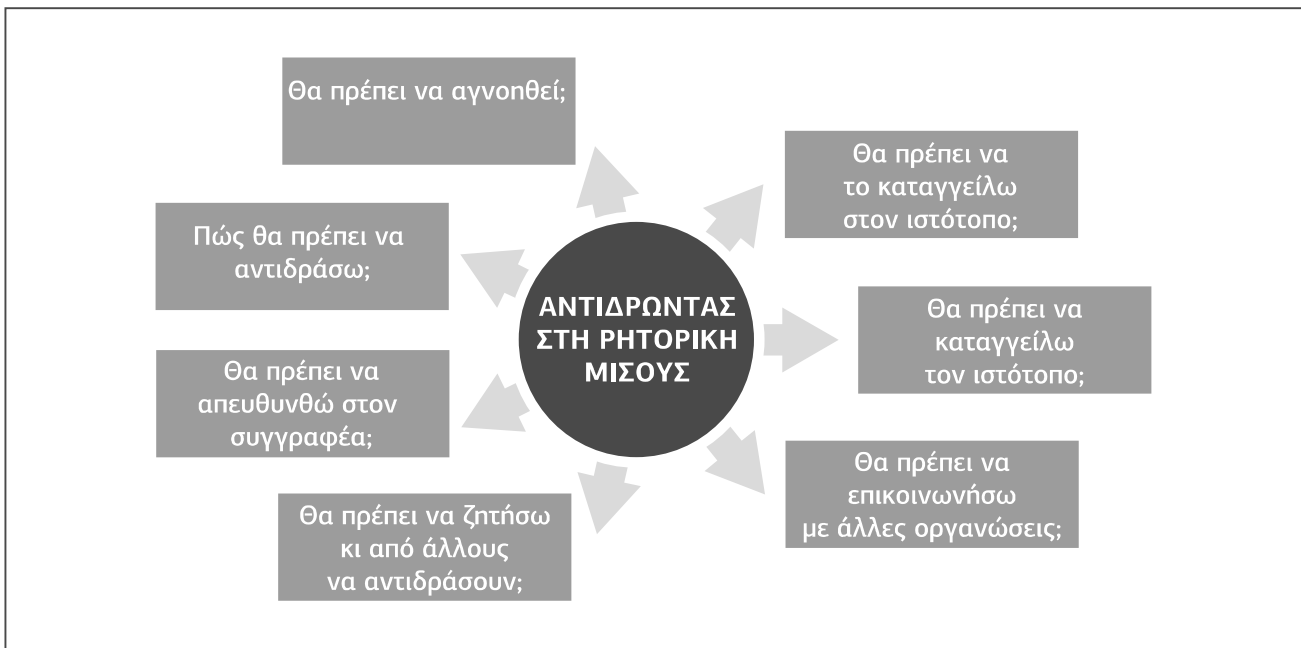 Θα πρέπει να αγνοηθεί;
Θα πρέπει να
το καταγγείλω
στον ιστότοπο;
Πώς θα πρέπει να
αντιδράσω;
ΑΝΤΙΔΡΩΝΤΑΣ
ΣΤΗ ΡΗΤΟΡΙΚΗ
ΜΙΣΟΥΣ
Θα πρέπει να
καταγγείλω
τον ιστότοπο;
Θα πρέπει να
απευθυνθώ στον
συγγραφέα;
Θα πρέπει να
επικοινωνήσω
με άλλες οργανώσεις;
Θα πρέπει να ζητήσω
κι από άλλους
να αντιδράσουν;